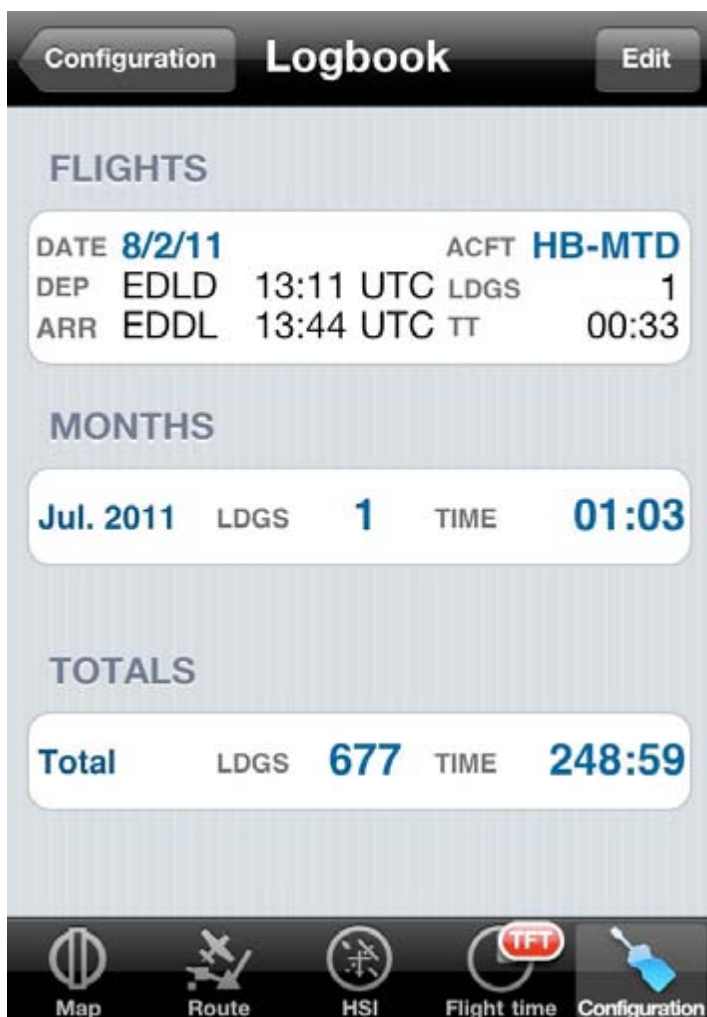 Configuration Logbook Edit
FLIGHTS
DATE 8/2/11 ACFT HB-MTD
DEP EDLD 13:11 UTC LDGS 1
ARR EDDL 13:44 UTC TT 00:33
MONTHS
Jul. 2011 LDGS 1 TIME 01:03
TOTALS
Total LDGS 677 TIME 248:59
TFT
Map Route HSI Flight time Configuration